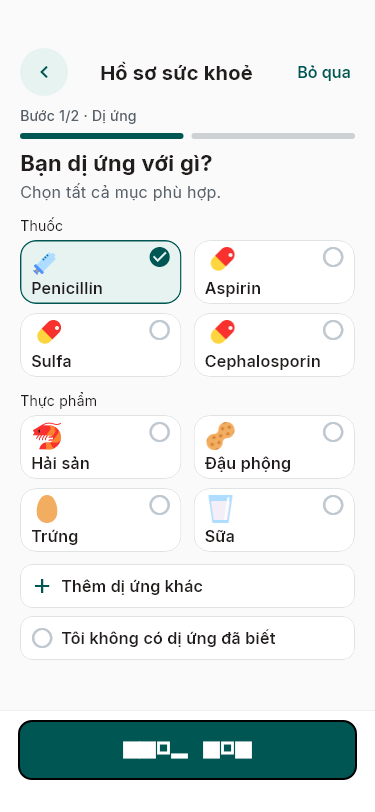 Hồ sơ sức khoẻ
Bỏ qua
Bước 1/2 · Dị ứng
Bạn dị ứng với gì?
Chọn tất cả mục phù hợp.
Thuốc
Penicillin
Aspirin
Sulfa
Cephalosporin
Thực phẩm
Hải sản
Đậu phộng
Trứng
Sữa
Thêm dị ứng khác
Tôi không có dị ứng đã biết